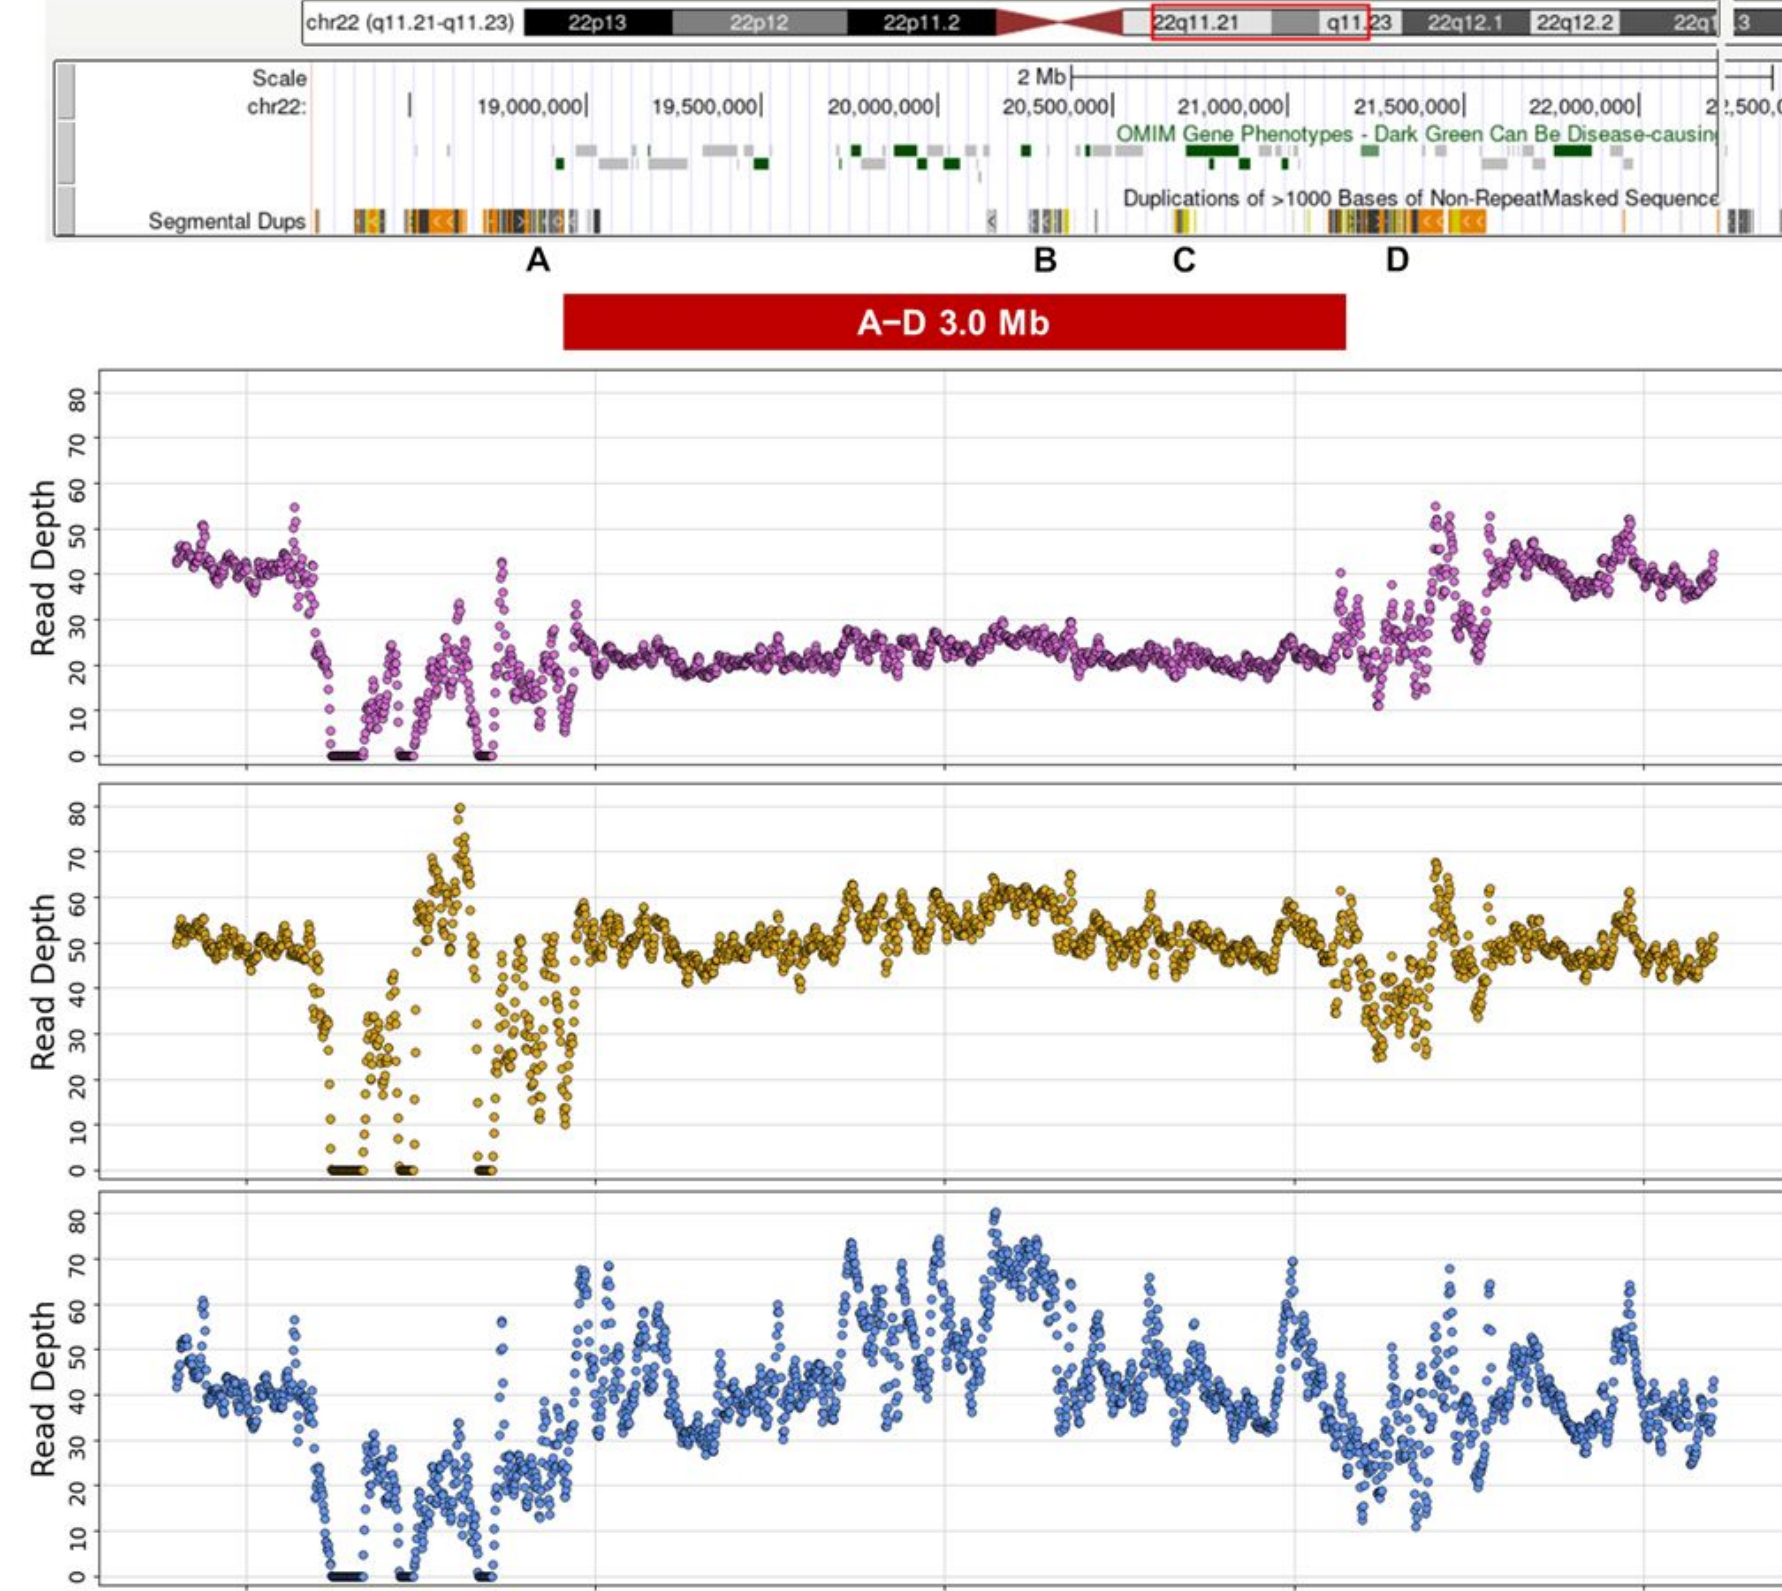 chr22 (q11.21-q11.23) 22p13 22p12 22p11.2 22q11.21 q11.23 22q12.1 22q12.2 22q1 .3
Scale 2 Mb
chr22: 19,000,000 19,500,000 20,000,000 20,500,000 21,000,000 21,500,000 22,000,000
OMIM Gene Phenotypes - Dark Green Can Be Disease-causing
Duplications of >1000 Bases of Non-RepeatMasked Sequence
Segmental Dups
A B C D
A–D 3.0 Mb
Read Depth
80
70
60
50
40
30
20
10
0
Read Depth
80
70
60
50
40
30
20
10
0
Read Depth
80
70
60
50
40
30
20
10
0